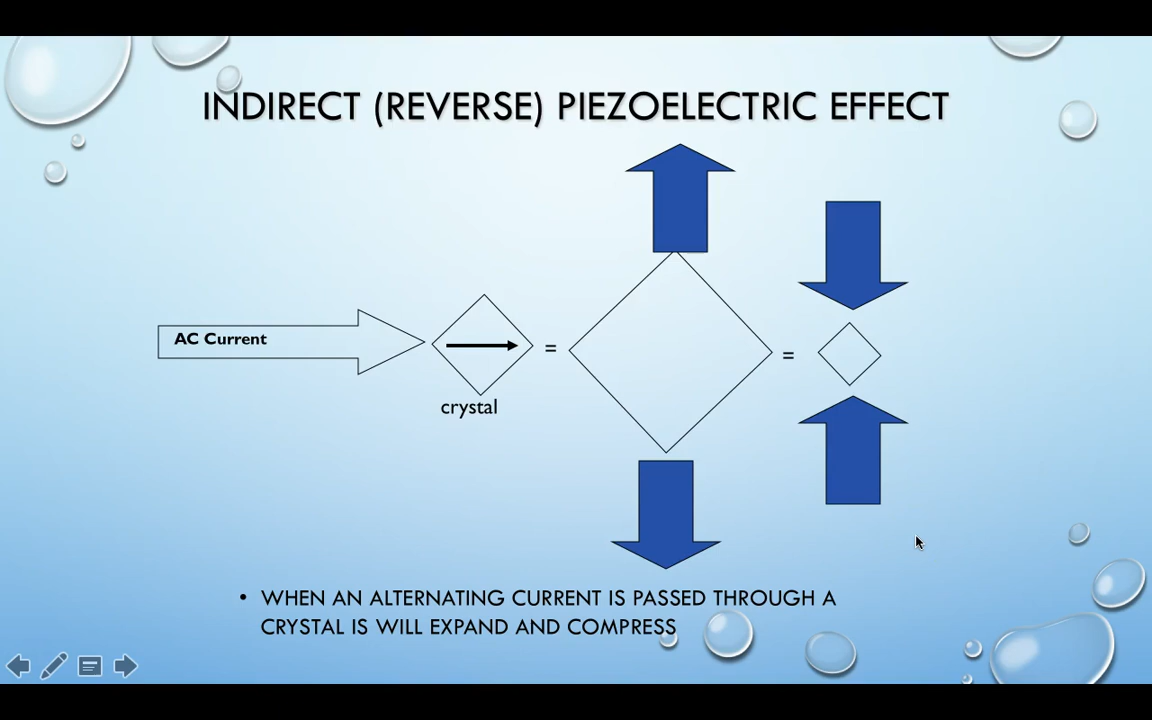 INDIRECT (REVERSE) PIEZOELECTRIC EFFECT
AC Current
=
=
crystal
• WHEN AN ALTERNATING CURRENT IS PASSED THROUGH A
CRYSTAL IS WILL EXPAND AND COMPRESS